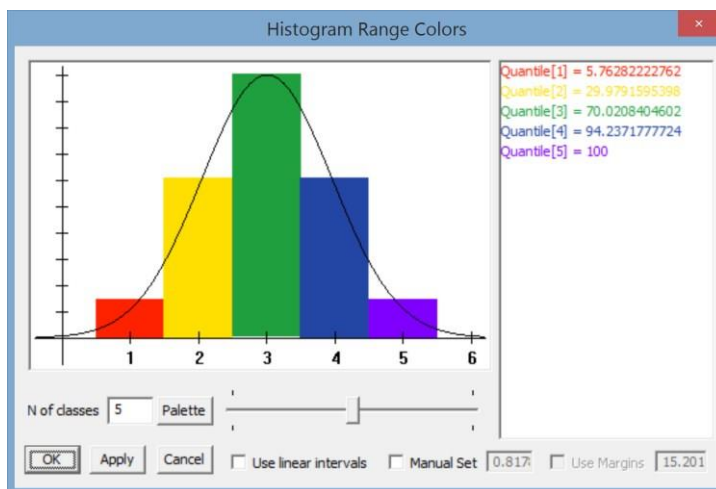 Histogram Range Colors
Quantile[1] = 5.76282222762
Quantile[2] = 29.9791595398
Quantile[3] = 70.0208404602
Quantile[4] = 94.2371777724
Quantile[5] = 100
1 2 3 4 5 6
N of classes 5 Palette
OK Apply Cancel Use linear intervals Manual Set 0.817 Use Margins 15.201